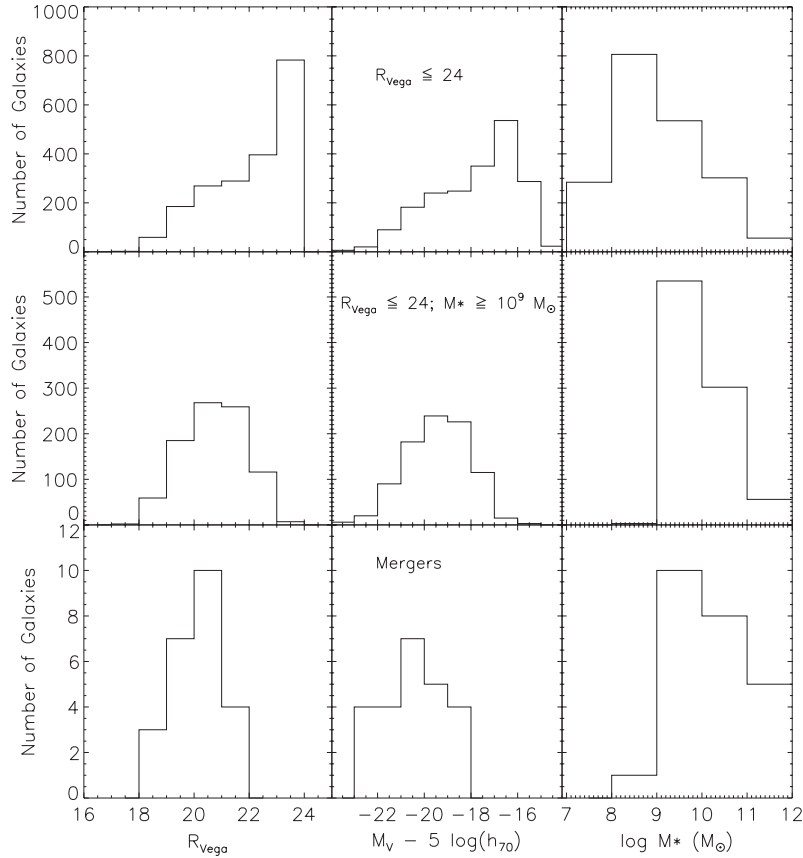 Number of Galaxies
1000
800
600
400
200
0
R_Vega ≦ 24
Number of Galaxies
500
400
300
200
100
0
R_Vega ≦ 24; M* ≧ 10⁹ M_⊙
Number of Galaxies
12
10
8
6
4
2
0
Mergers
16 18 20 22 24
-22 -20 -18 -16
7 8 9 10 11 12
R_Vega
M_V - 5 log(h_70)
log M* (M_⊙)